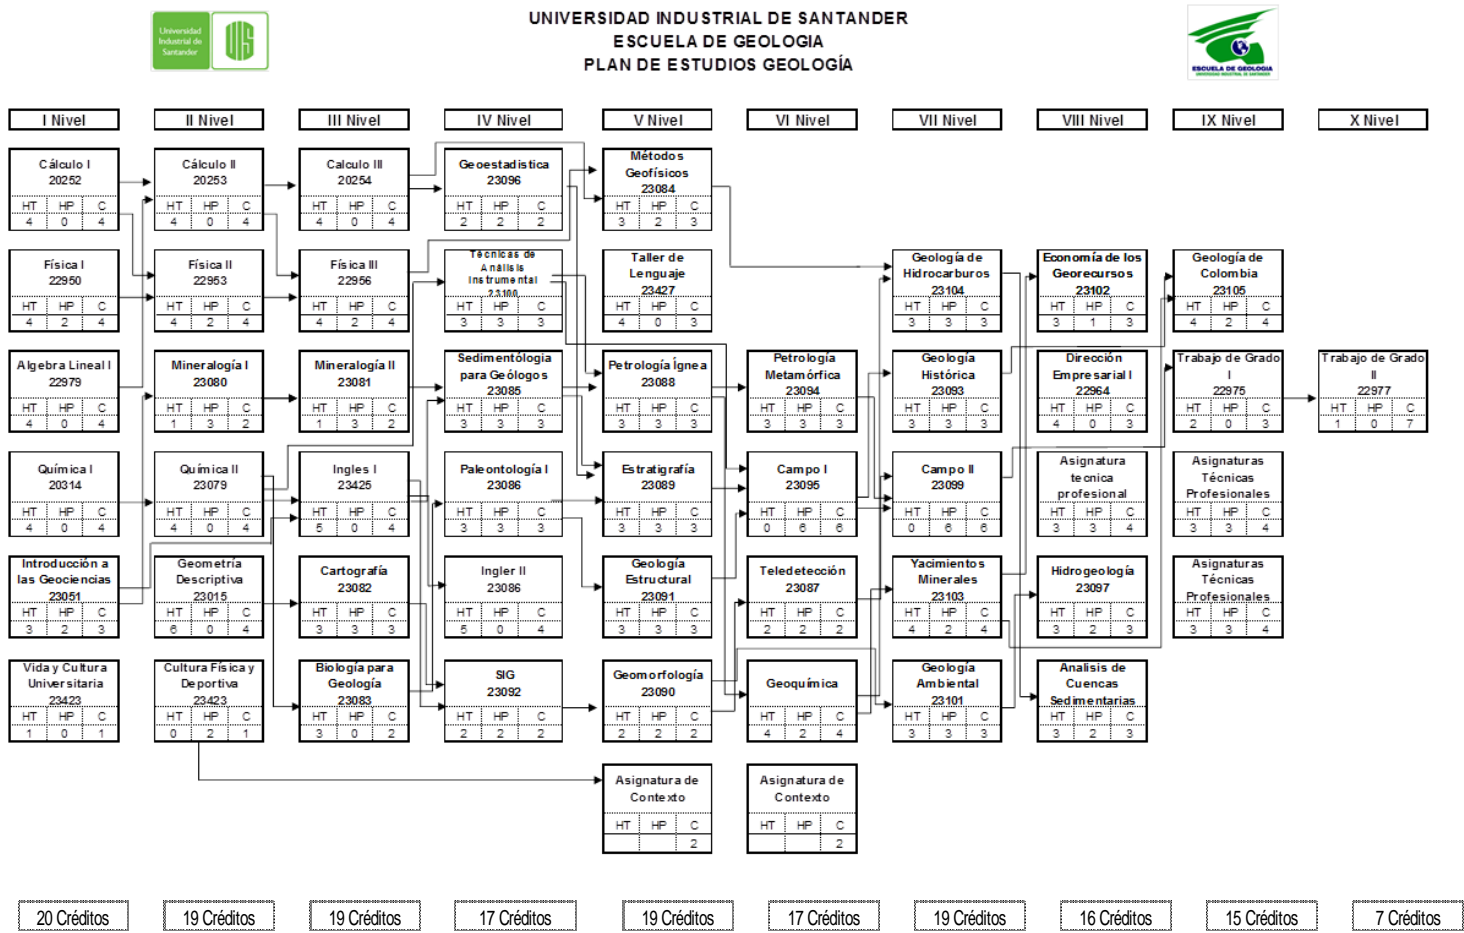 Universidad
Industrial de
Santander
UIS
UNIVERSIDAD INDUSTRIAL DE SANTANDER
ESCUELA DE GEOLOGIA
PLAN DE ESTUDIOS GEOLOGÍA
ESCUELA DE GEOLOGIA
UNIVERSIDAD INDUSTRIAL DE SANTANDER
I Nivel
II Nivel
III Nivel
IV Nivel
V Nivel
VI Nivel
VII Nivel
VIII Nivel
IX Nivel
X Nivel
Cálculo I
20252
HT HP C
4 0 4
Cálculo II
20253
HT HP C
4 0 4
Calculo III
20254
HT HP C
4 0 4
Geoestadistica
23096
HT HP C
2 2 2
Métodos
Geofísicos
23084
HT HP C
3 2 3
Física I
22950
HT HP C
4 2 4
Física II
22953
HT HP C
4 2 4
Física III
22956
HT HP C
4 2 4
Técnicas de
Análisis
Instrumental
23100
HT HP C
3 3 3
Taller de
Lenguaje
23427
HT HP C
4 0 3
Geología de
Hidrocarburos
23104
HT HP C
3 3 3
Economía de los
Georecursos
23102
HT HP C
3 1 3
Geología de
Colombia
23105
HT HP C
4 2 4
Algebra Lineal I
22979
HT HP C
4 0 4
Mineralogía I
23080
HT HP C
1 3 2
Mineralogía II
23081
HT HP C
1 3 2
Sedimentólogia
para Geólogos
23085
HT HP C
3 3 3
Petrología Ígnea
23088
HT HP C
3 3 3
Petrología
Metamórfica
23094
HT HP C
3 3 3
Geología
Histórica
23093
HT HP C
3 3 3
Dirección
Empresarial I
22964
HT HP C
4 0 3
Trabajo de Grado
I
22975
HT HP C
2 0 3
Trabajo de Grado
II
22977
HT HP C
1 0 7
Química I
20314
HT HP C
4 0 4
Química II
23079
HT HP C
4 0 4
Ingles I
23425
HT HP C
5 0 4
Paleontología I
23086
HT HP C
3 3 3
Estratigrafía
23089
HT HP C
3 3 3
Campo I
23095
HT HP C
0 6 6
Campo II
23099
HT HP C
0 6 6
Asignatura
tecnica
profesional
HT HP C
3 3 4
Asignaturas
Técnicas
Profesionales
HT HP C
3 3 4
Introducción a
las Geociencias
23051
HT HP C
3 2 3
Geometría
Descriptiva
23015
HT HP C
6 0 4
Cartografía
23082
HT HP C
3 3 3
Ingler II
23086
HT HP C
5 0 4
Geología
Estructural
23091
HT HP C
3 3 3
Teledetección
23087
HT HP C
2 2 2
Yacimientos
Minerales
23103
HT HP C
4 2 4
Hidrogeología
23097
HT HP C
3 2 3
Asignaturas
Técnicas
Profesionales
HT HP C
3 3 4
Vida y Cultura
Universitaria
23423
HT HP C
1 0 1
Cultura Física y
Deportiva
23423
HT HP C
0 2 1
Biología para
Geología
23083
HT HP C
3 0 2
SIG
23092
HT HP C
2 2 2
Geomorfología
23090
HT HP C
2 2 2
Geoquímica
HT HP C
4 2 4
Geología
Ambiental
23101
HT HP C
3 3 3
Analisis de
Cuencas
Sedimentarias
HT HP C
3 2 3
Asignatura de
Contexto
HT HP C
2
Asignatura de
Contexto
HT HP C
2
20 Créditos
19 Créditos
19 Créditos
17 Créditos
19 Créditos
17 Créditos
19 Créditos
16 Créditos
15 Créditos
7 Créditos